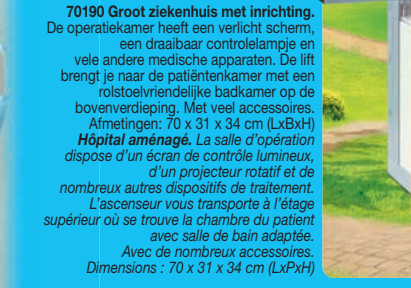 70190 Groot ziekenhuis met inrichting.
De operatiekamer heeft een verlicht scherm,
een draaibaar controlelampje en
vele andere medische apparaten. De lift
brengt je naar de patiëntenkamer met een
rolstoelvriendelijke badkamer op de
bovenverdieping. Met veel accessoires.
Afmetingen: 70 x 31 x 34 cm (LxBxH)
Hôpital aménagé. La salle d'opération
dispose d'un écran de contrôle lumineux,
d'un projecteur rotatif et de
nombreux autres dispositifs de traitement.
L'ascenseur vous transporte à l'étage
supérieur où se trouve la chambre du patient
avec salle de bain adaptée.
Avec de nombreux accessoires.
Dimensions : 70 x 31 x 34 cm (LxPxH)